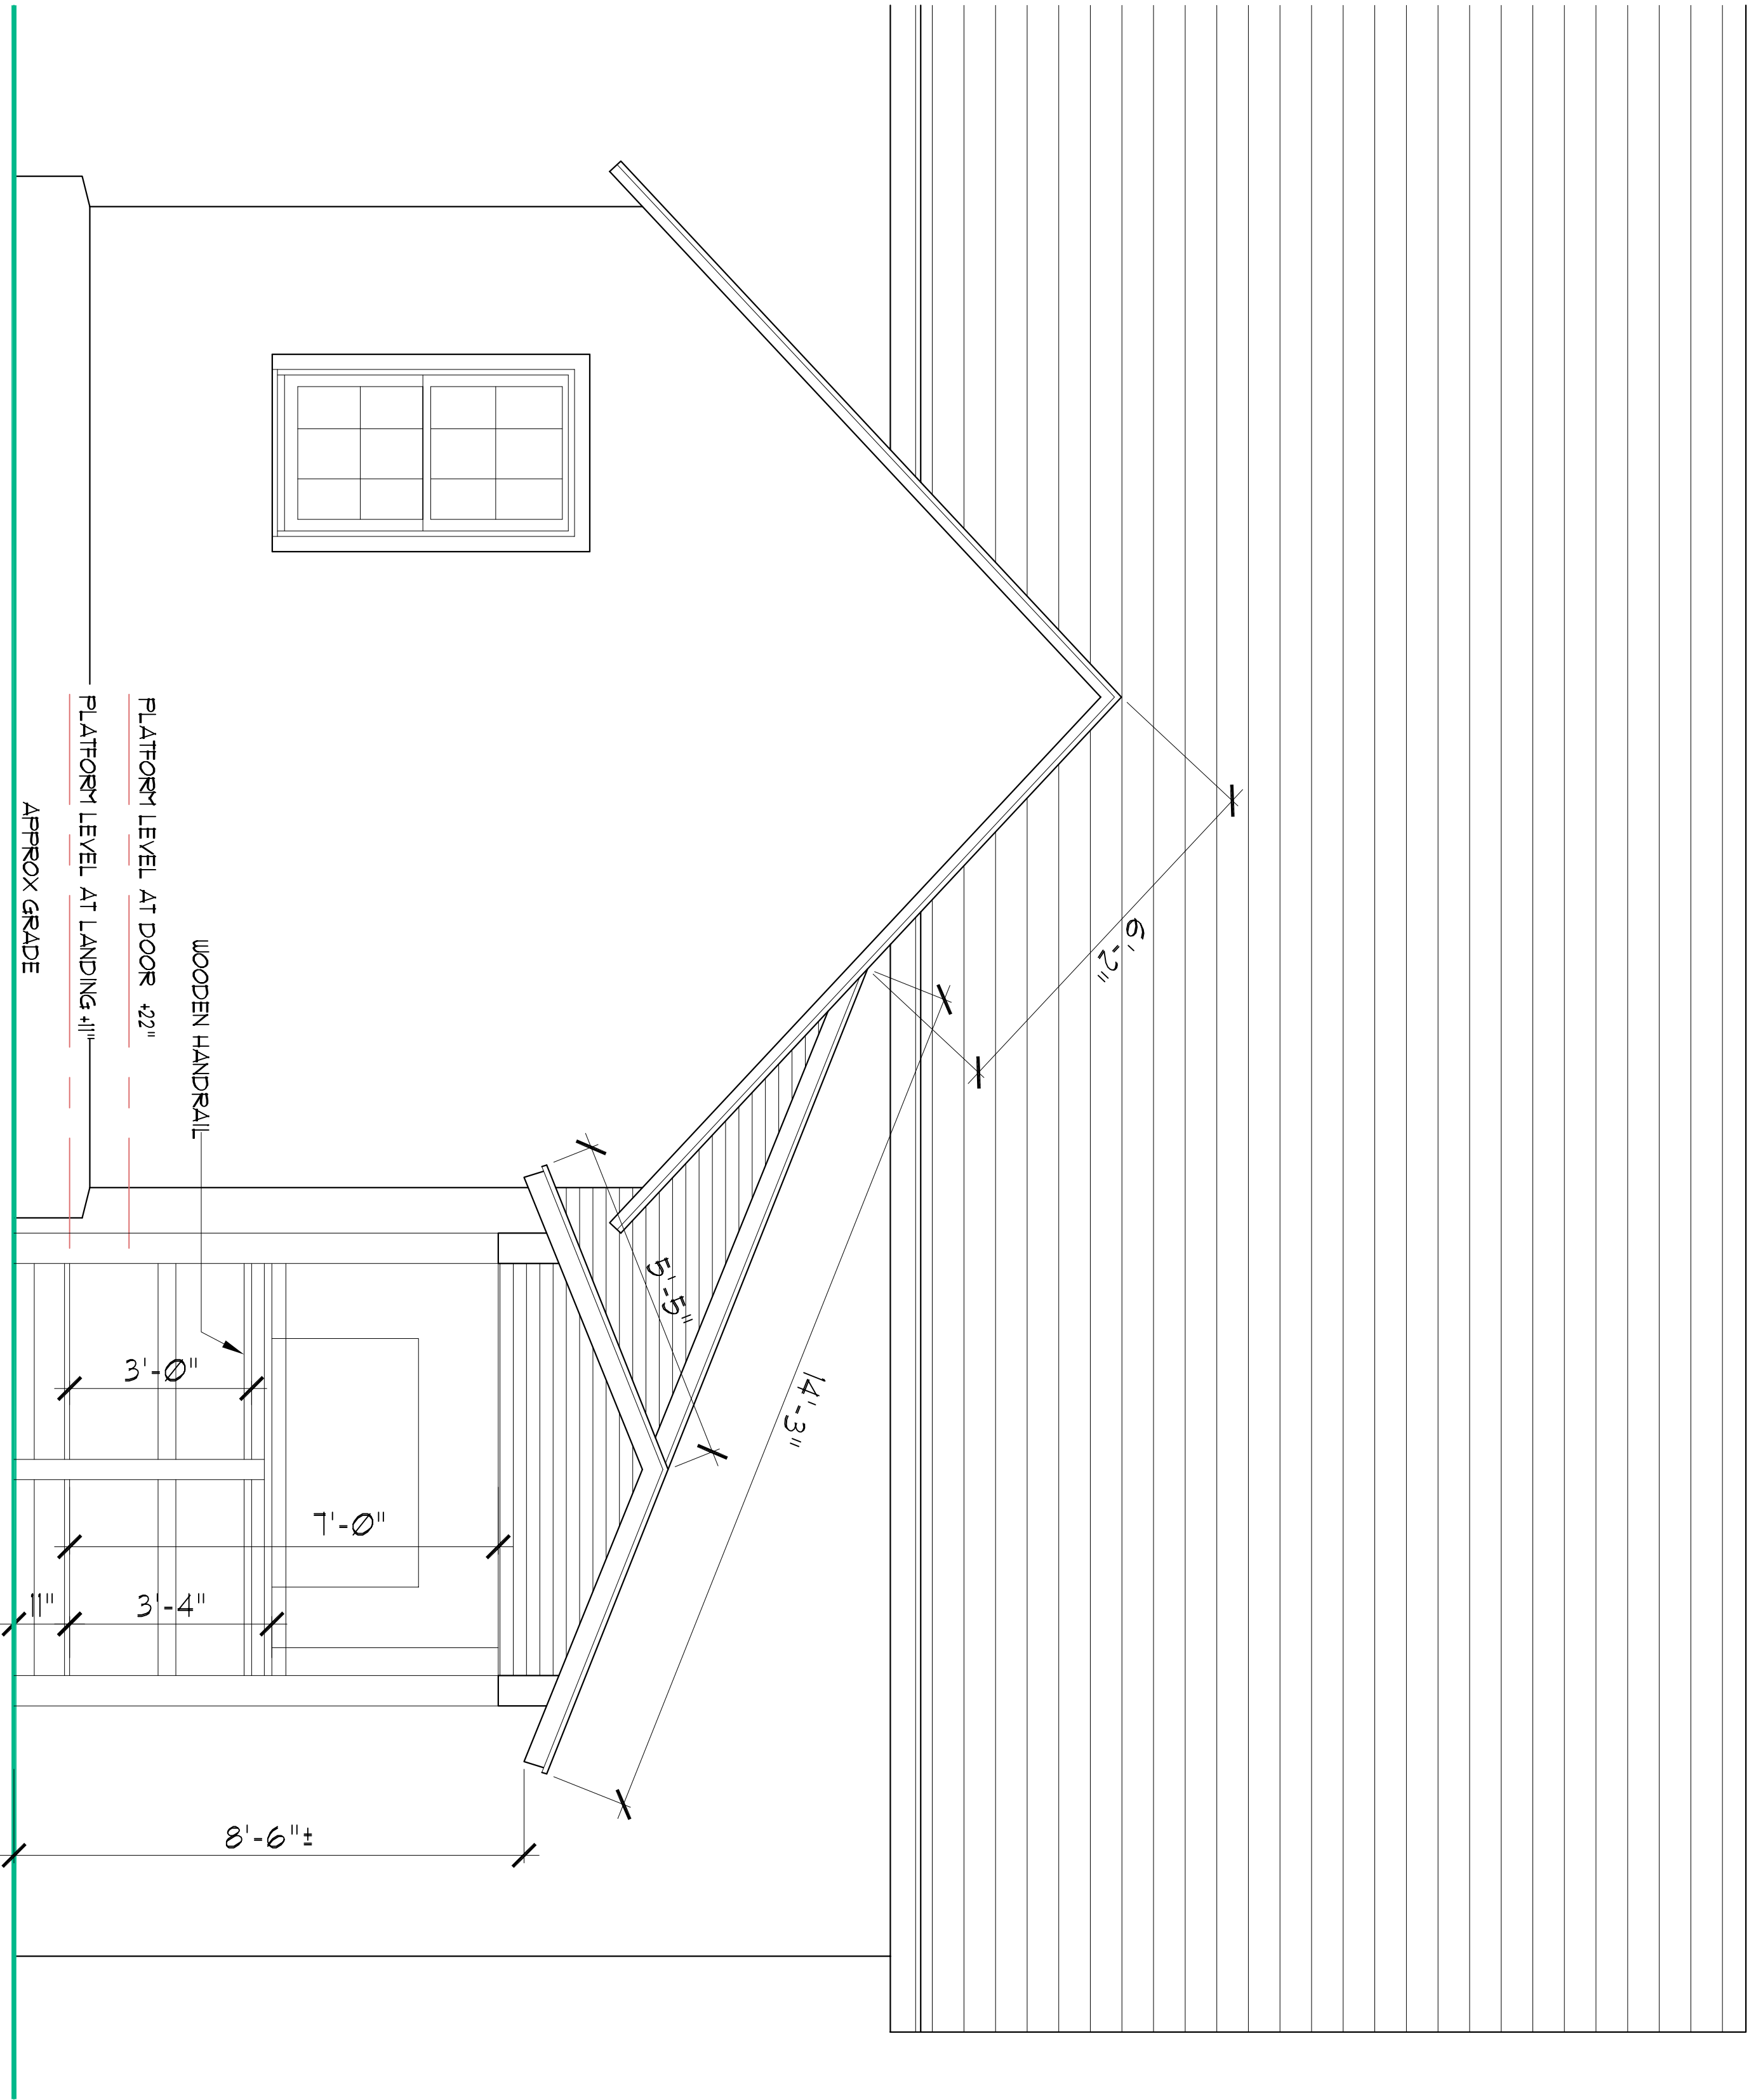 6'-2"
14'-3"
5'-5"
WOODEN HANDRAIL
PLATFORM LEVEL AT DOOR +22"
PLATFORM LEVEL AT LANDING +11"
APPROX GRADE
3'-0"
7'-0"
3'-4"
11"
8'-6"±